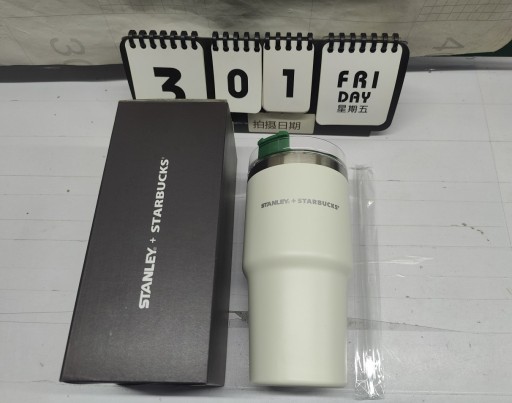 3 0 1
FRI
DAY
星期五
拍摄日期
STANLEY + STARBUCKS
STANLEY + STARBUCKS